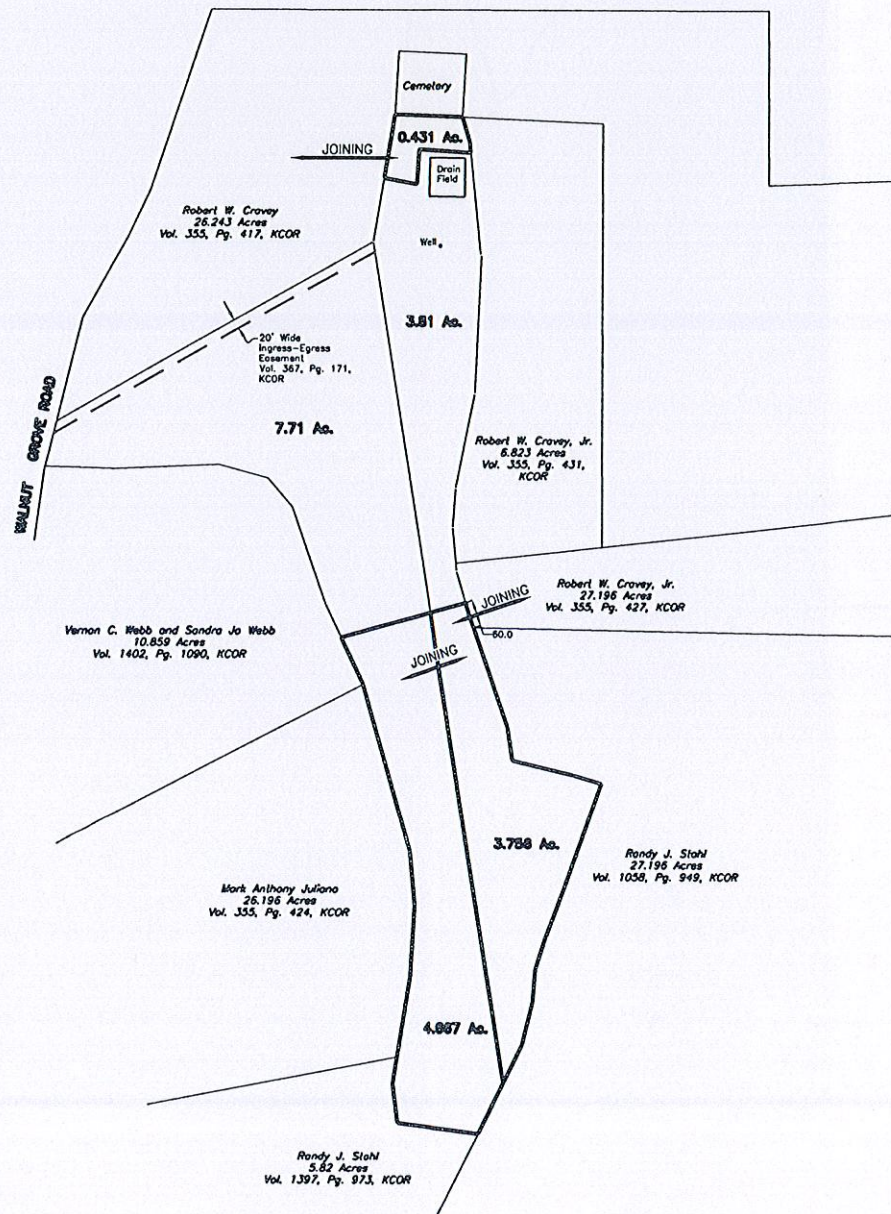 Cemetery
0.431 Ac.
JOINING
Drain
Field
Robert W. Cravey
26.243 Acres
Vol. 355, Pg. 417, KCOR
Well
3.81 Ac.
20' Wide
Ingress-Egress
Easement
Vol. 367, Pg. 171,
KCOR
WALNUT GROVE ROAD
7.71 Ac.
Robert W. Cravey, Jr.
6.823 Acres
Vol. 355, Pg. 431,
KCOR
Robert W. Cravey, Jr.
27.196 Acres
Vol. 355, Pg. 427, KCOR
JOINING
60.0
Vernon C. Webb and Sandra Jo Webb
10.859 Acres
Vol. 1402, Pg. 1090, KCOR
JOINING
Ac.
Randy J. Stahl
27.196 Acres
Vol. 1058, Pg. 949, KCOR
Mark Anthony Juliano
26.196 Acres
Vol. 355, Pg. 424, KCOR
Ac.
Randy J. Stahl
5.82 Acres
Vol. 1397, Pg. 973, KCOR